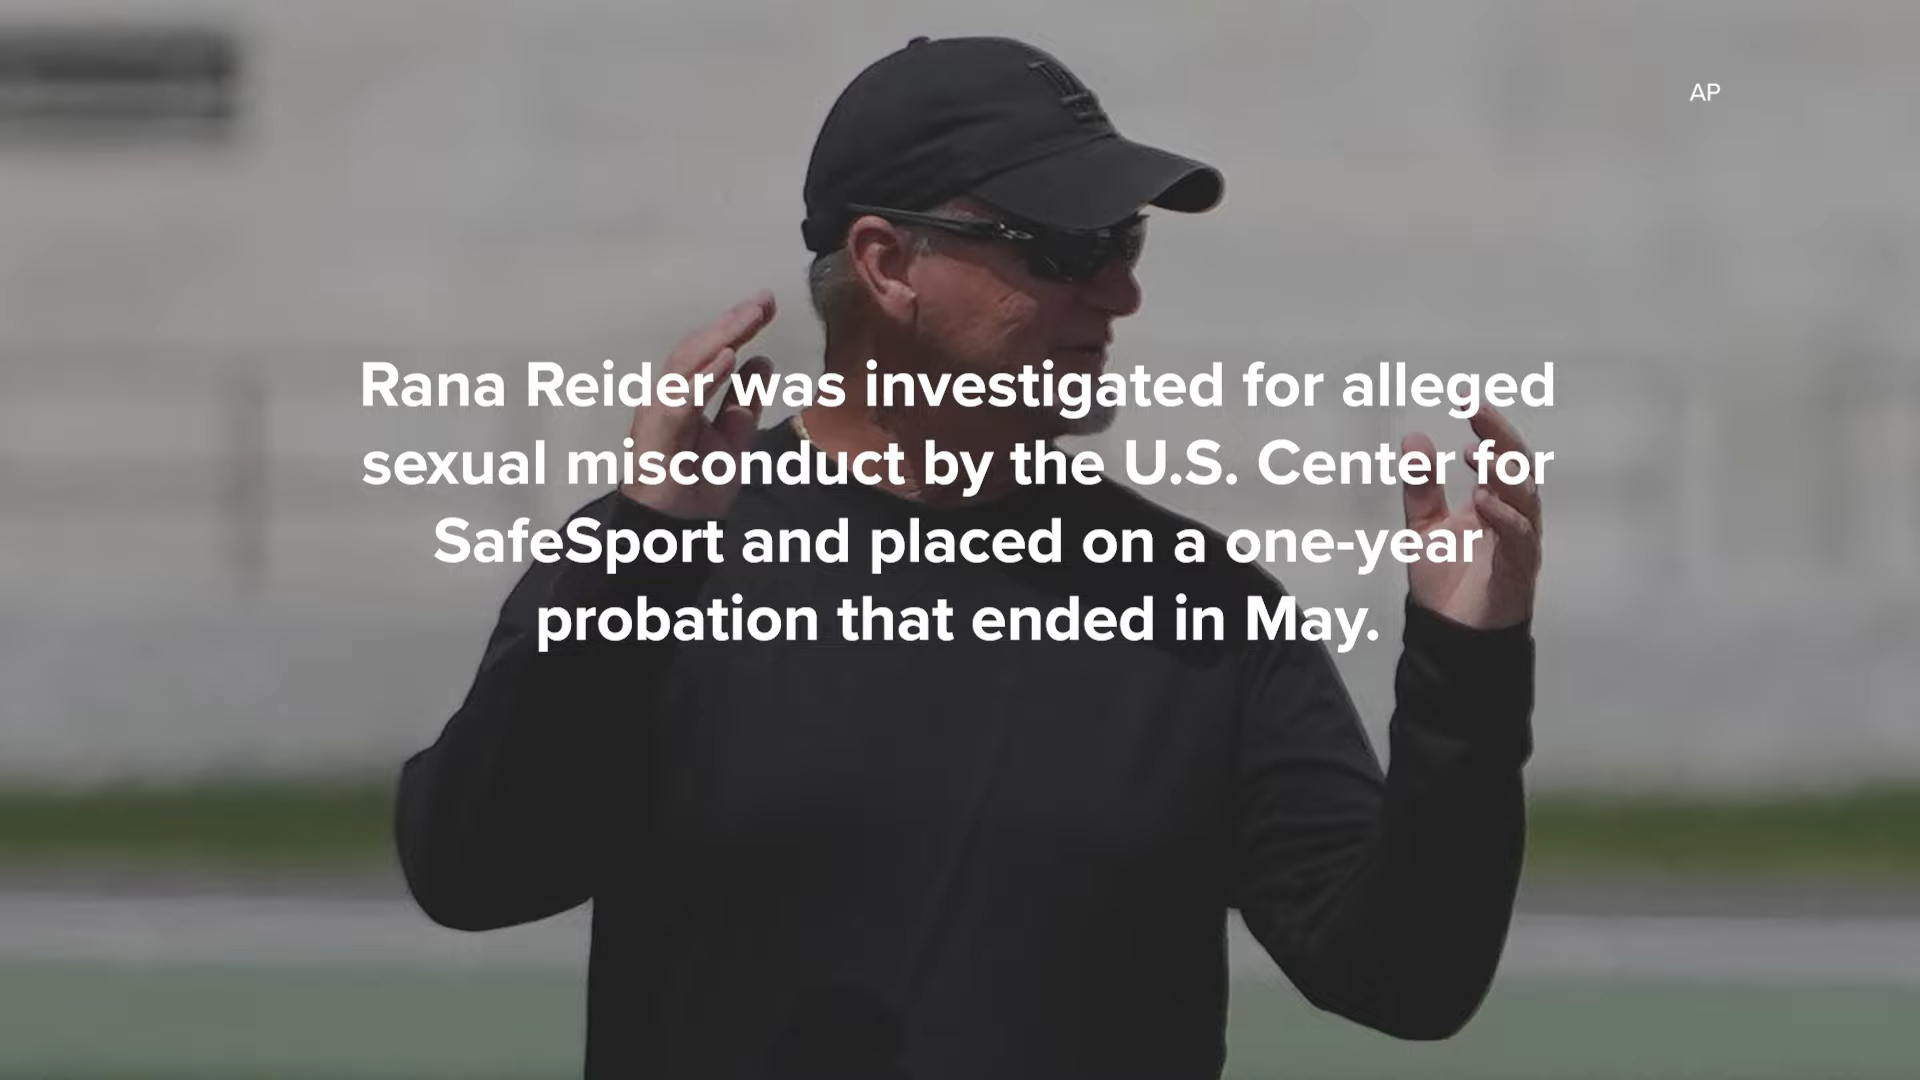 AP
Rana Reider was investigated for alleged
sexual misconduct by the U.S. Center for
SafeSport and placed on a one-year
probation that ended in May.